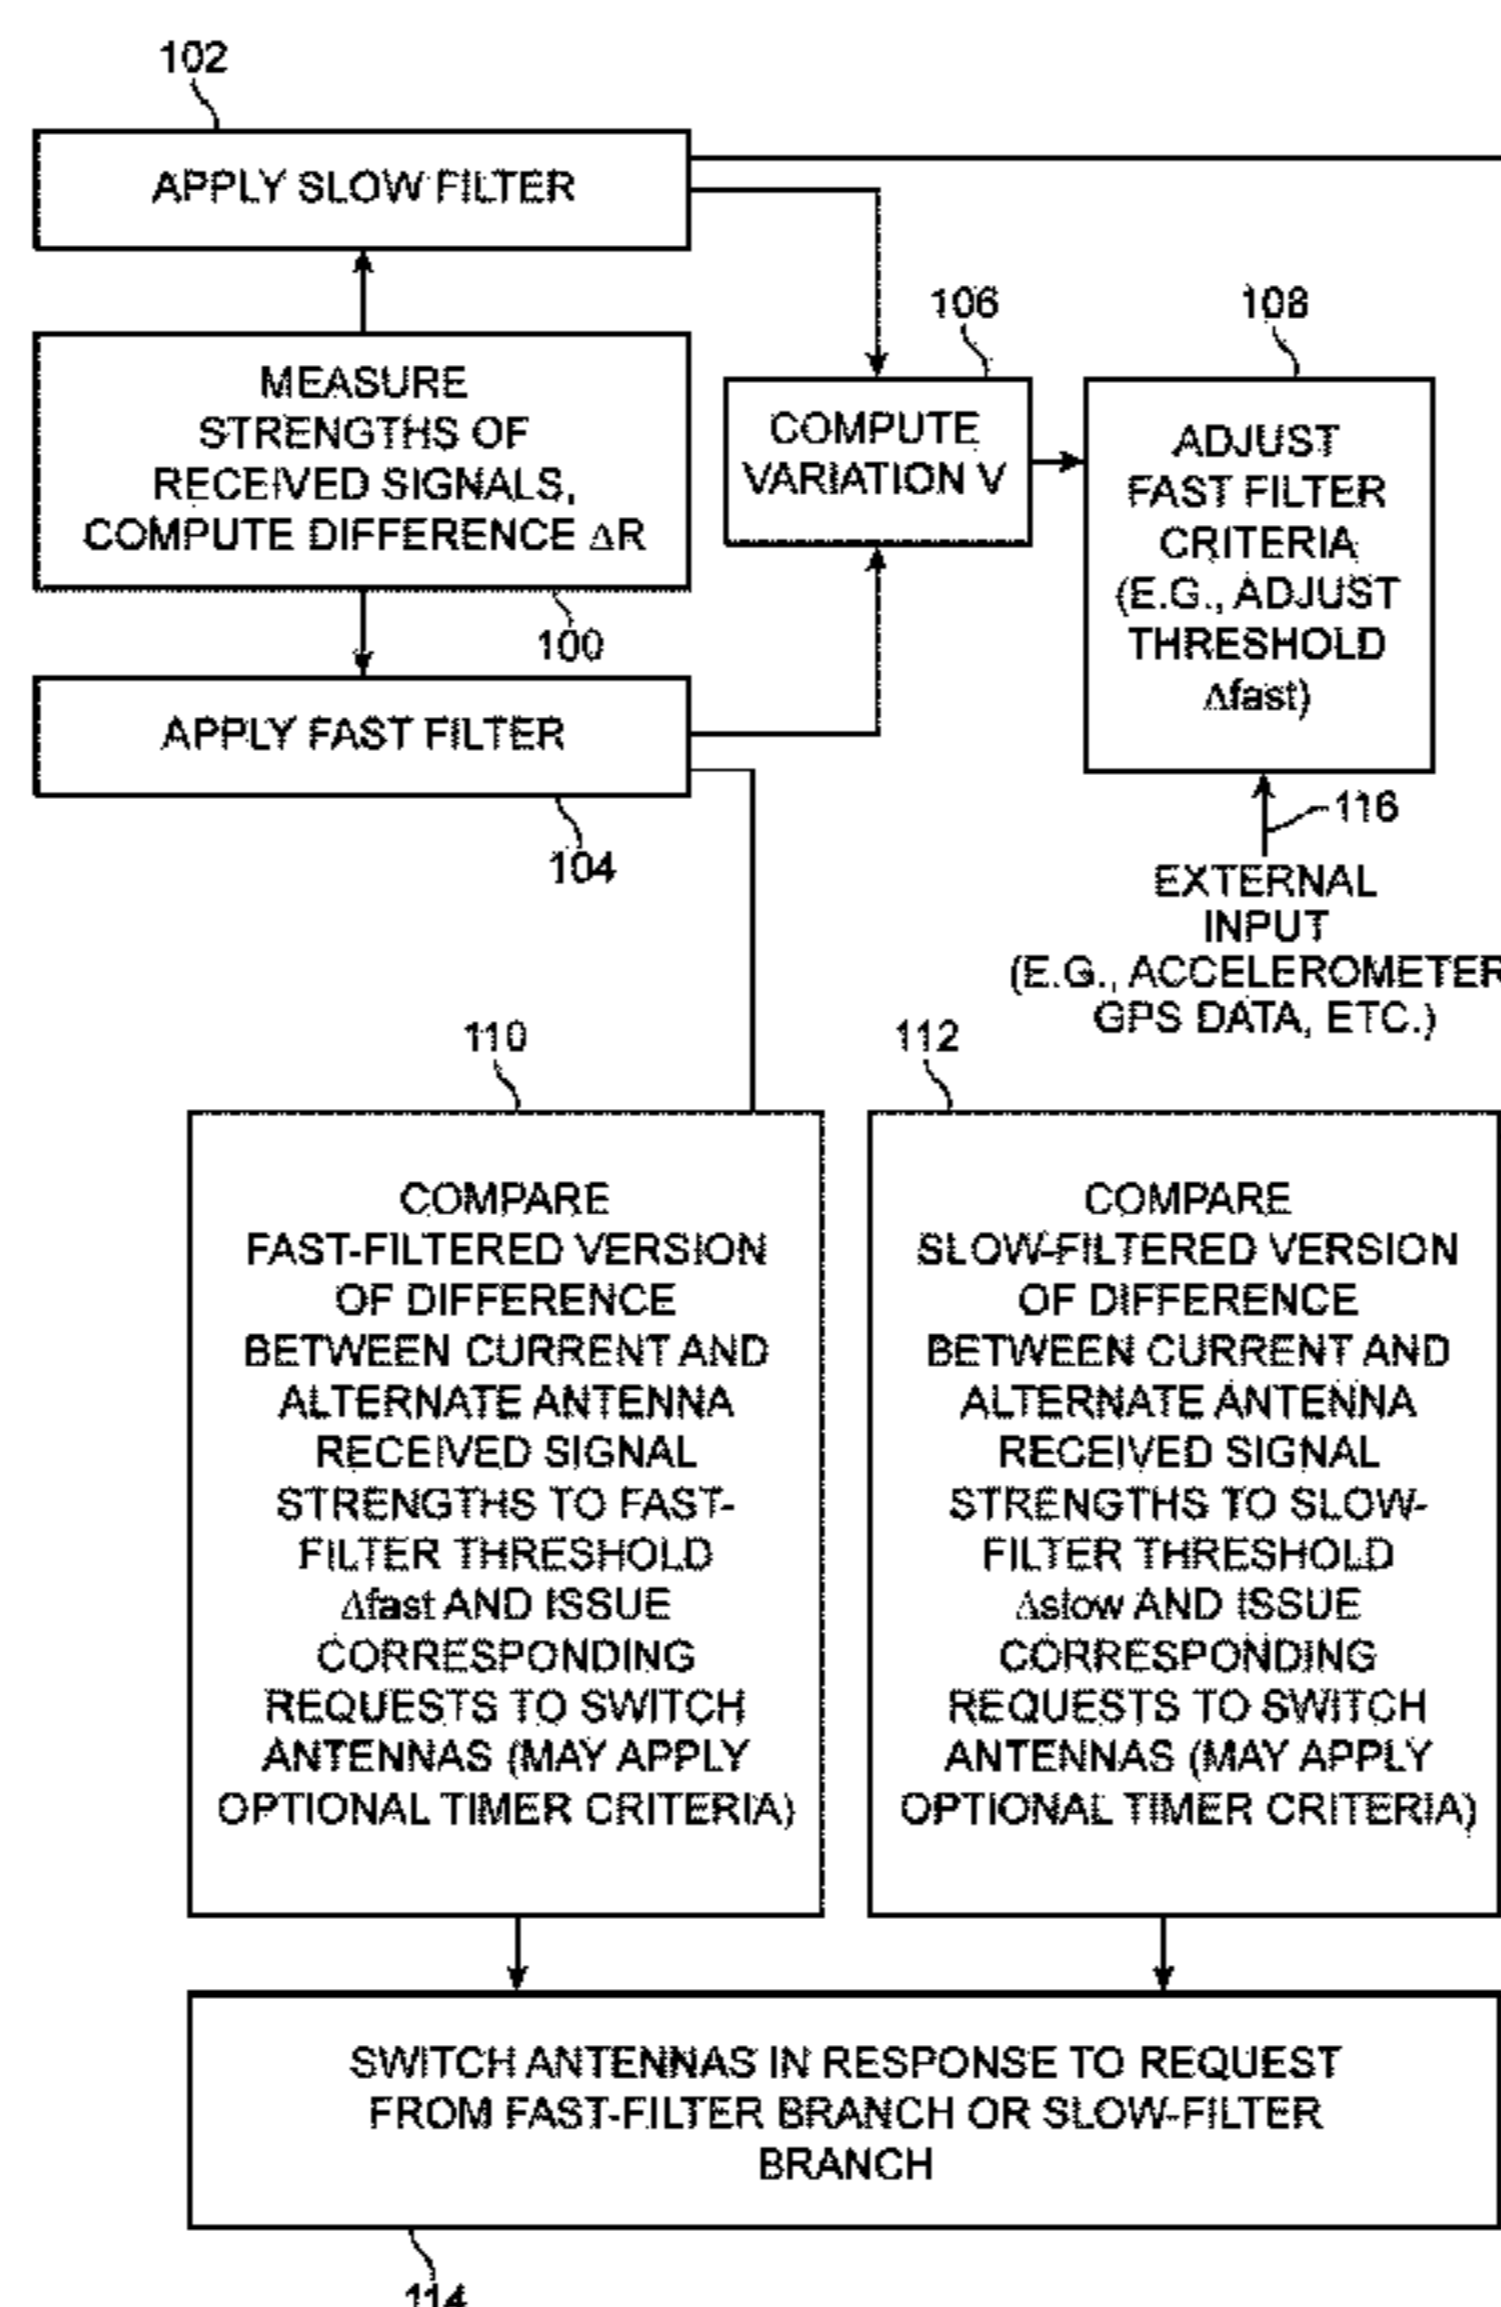 102
APPLY SLOW FILTER
MEASURE
STRENGTHS OF
RECEIVED SIGNALS,
COMPUTE DIFFERENCE ΔR
100
APPLY FAST FILTER
104
106
COMPUTE
VARIATION V
108
ADJUST
FAST FILTER
CRITERIA
(E.G., ADJUST
THRESHOLD
Δfast)
116
EXTERNAL
INPUT
(E.G., ACCELEROMETER
GPS DATA, ETC.)
110
COMPARE
FAST-FILTERED VERSION
OF DIFFERENCE
BETWEEN CURRENT AND
ALTERNATE ANTENNA
RECEIVED SIGNAL
STRENGTHS TO FAST-
FILTER THRESHOLD
Δfast AND ISSUE
CORRESPONDING
REQUESTS TO SWITCH
ANTENNAS (MAY APPLY
OPTIONAL TIMER CRITERIA)
112
COMPARE
SLOW-FILTERED VERSION
OF DIFFERENCE
BETWEEN CURRENT AND
ALTERNATE ANTENNA
RECEIVED SIGNAL
STRENGTHS TO SLOW-
FILTER THRESHOLD
Δslow AND ISSUE
CORRESPONDING
REQUESTS TO SWITCH
ANTENNAS (MAY APPLY
OPTIONAL TIMER CRITERIA)
SWITCH ANTENNAS IN RESPONSE TO REQUEST
FROM FAST-FILTER BRANCH OR SLOW-FILTER
BRANCH
114